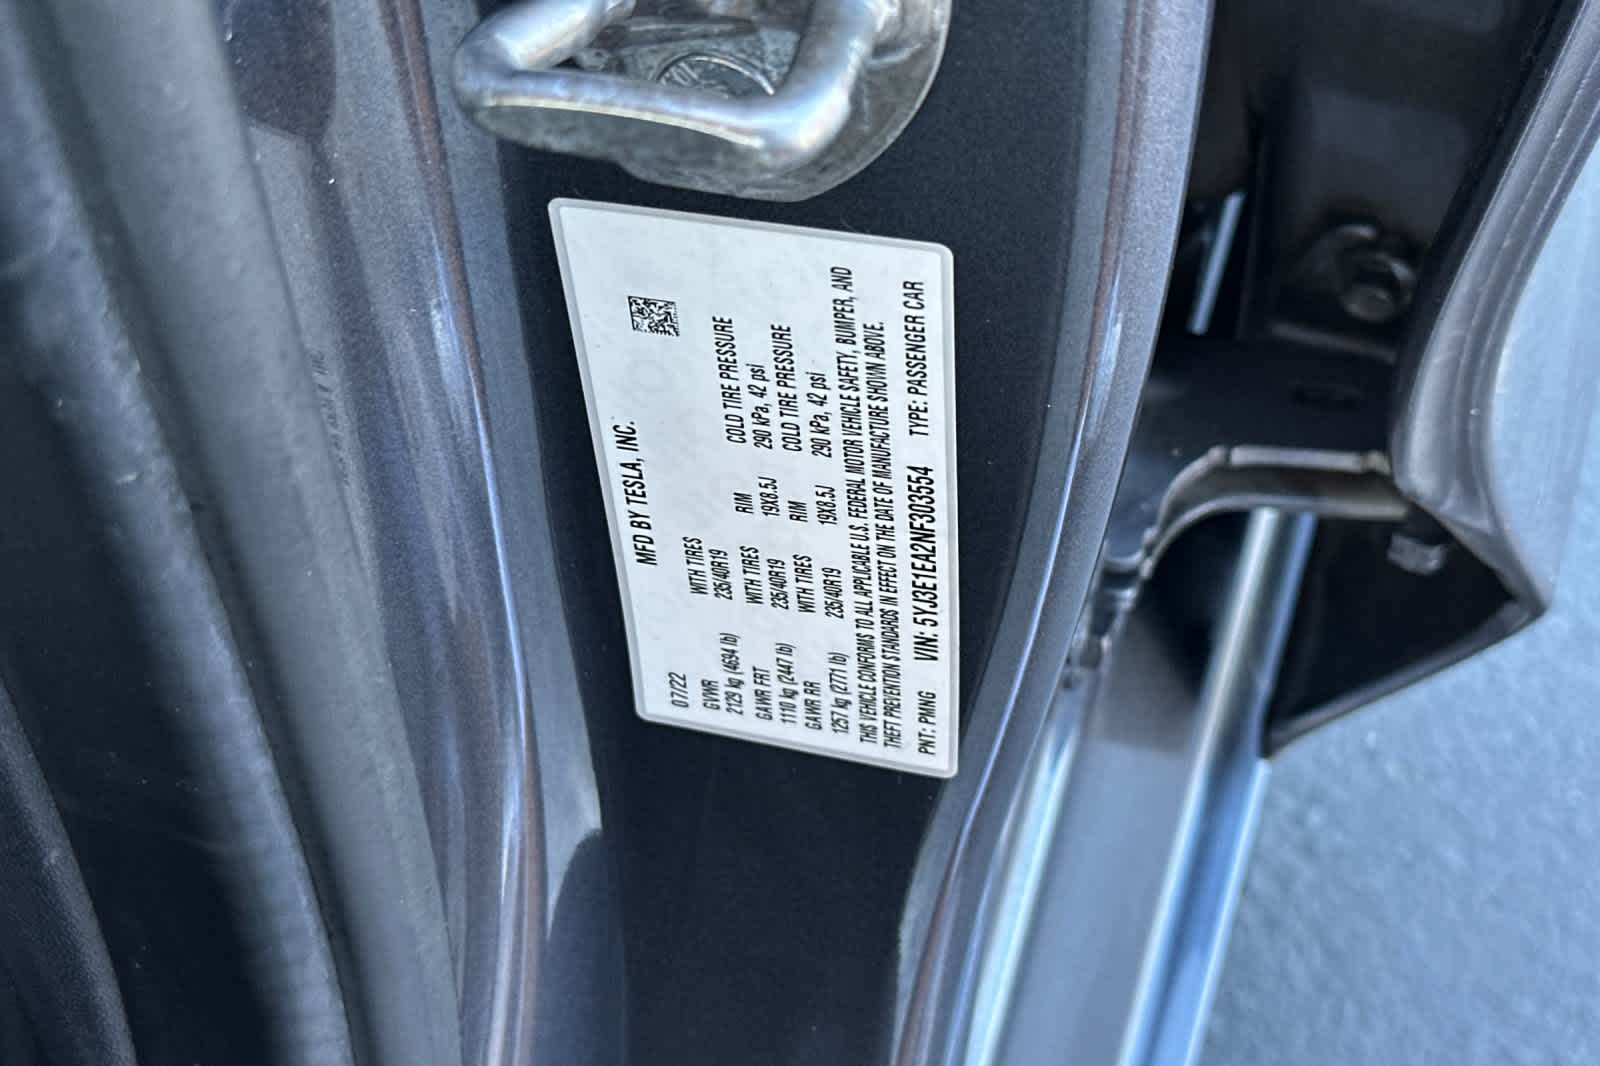 MFD BY TESLA, INC.
07/22
GVWR WITH TIRES RIM COLD TIRE PRESSURE
2129 kg (4694 lb) 235/40R19 19X8.5J 290 kPa, 42 psi
GAWR FRT WITH TIRES RIM COLD TIRE PRESSURE
1110 kg (2447 lb) 235/40R19 19X8.5J 290 kPa, 42 psi
GAWR RR WITH TIRES
1257 kg (2771 lb) 235/40R19
THIS VEHICLE CONFORMS TO ALL APPLICABLE U.S. FEDERAL MOTOR VEHICLE SAFETY, BUMPER, AND
THEFT PREVENTION STANDARDS IN EFFECT ON THE DATE OF MANUFACTURE SHOWN ABOVE.
PNT: PMNG VIN: 5YJ3E1EA2NF303554 TYPE: PASSENGER CAR